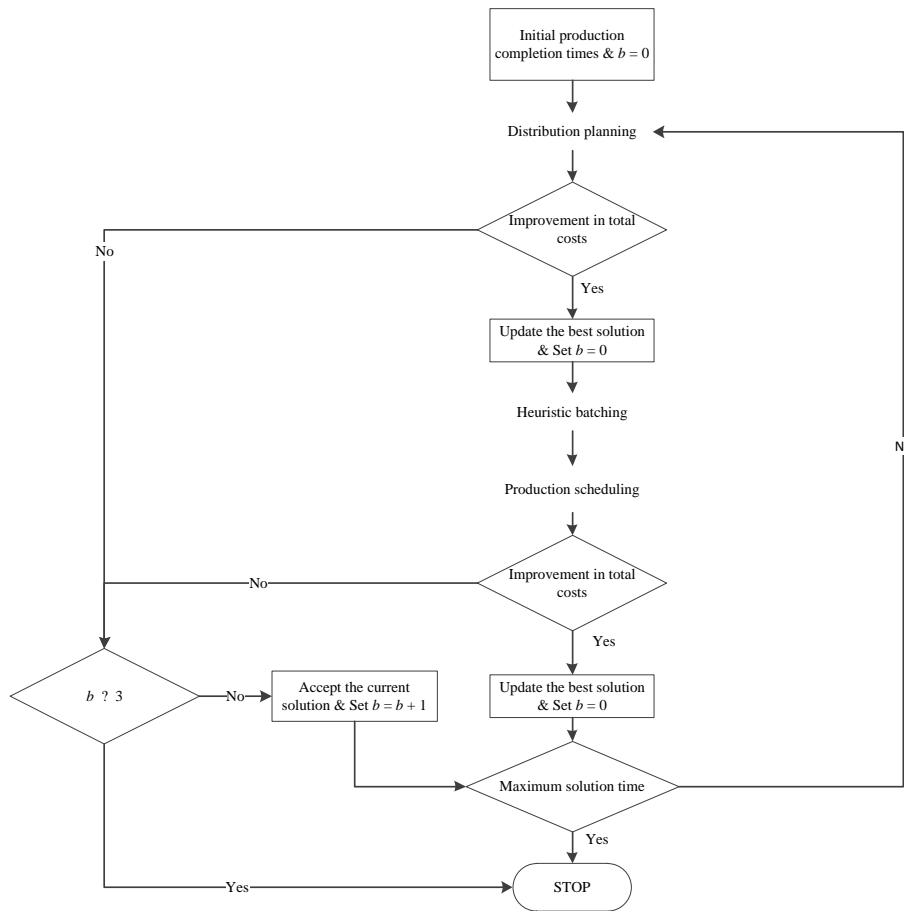 Initial production
completion times & b = 0
Distribution planning
Improvement in total
costs
No
Yes
Update the best solution
& Set b = 0
Heuristic batching
N
Production scheduling
Improvement in total
costs
No
Yes
b ? 3
No
Accept the current
solution & Set b = b + 1
Update the best solution
& Set b = 0
Maximum solution time
Yes
Yes
STOP